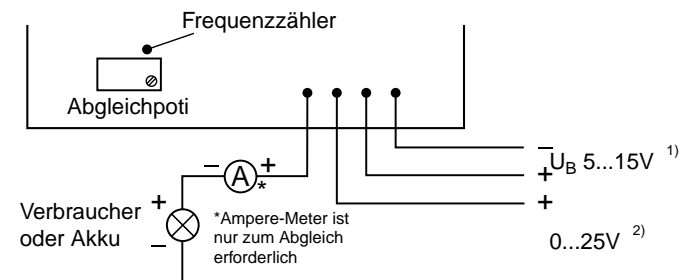 Frequenzzähler
Abgleichpoti
– A +
*
– U_B 5...15V 1)
+
+
0...25V 2)
Verbraucher +
oder Akku –
*Ampere-Meter ist
nur zum Abgleich
erforderlich